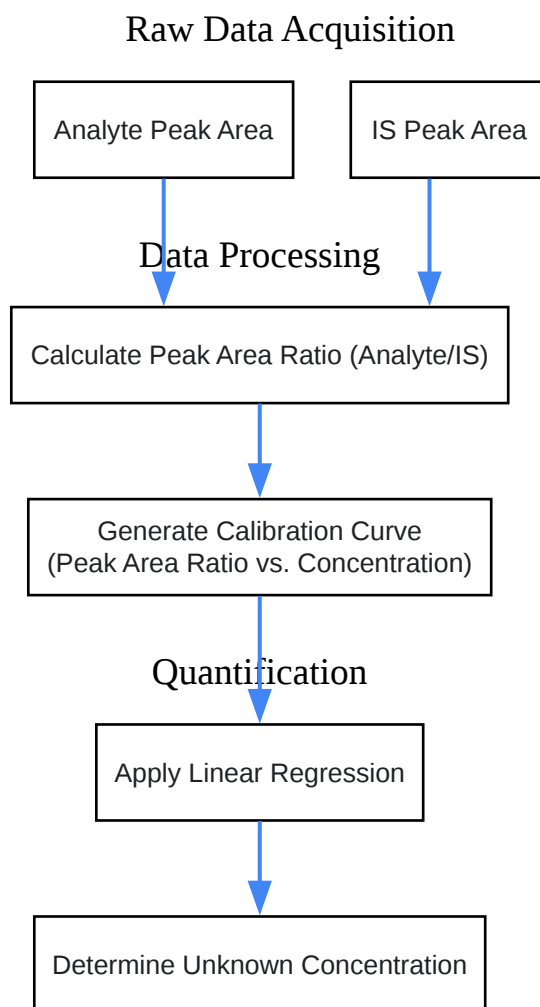 Raw Data Acquisition
Analyte Peak Area
IS Peak Area
Data Processing
Calculate Peak Area Ratio (Analyte/IS)
Generate Calibration Curve
(Peak Area Ratio vs. Concentration)
Quantification
Apply Linear Regression
Determine Unknown Concentration